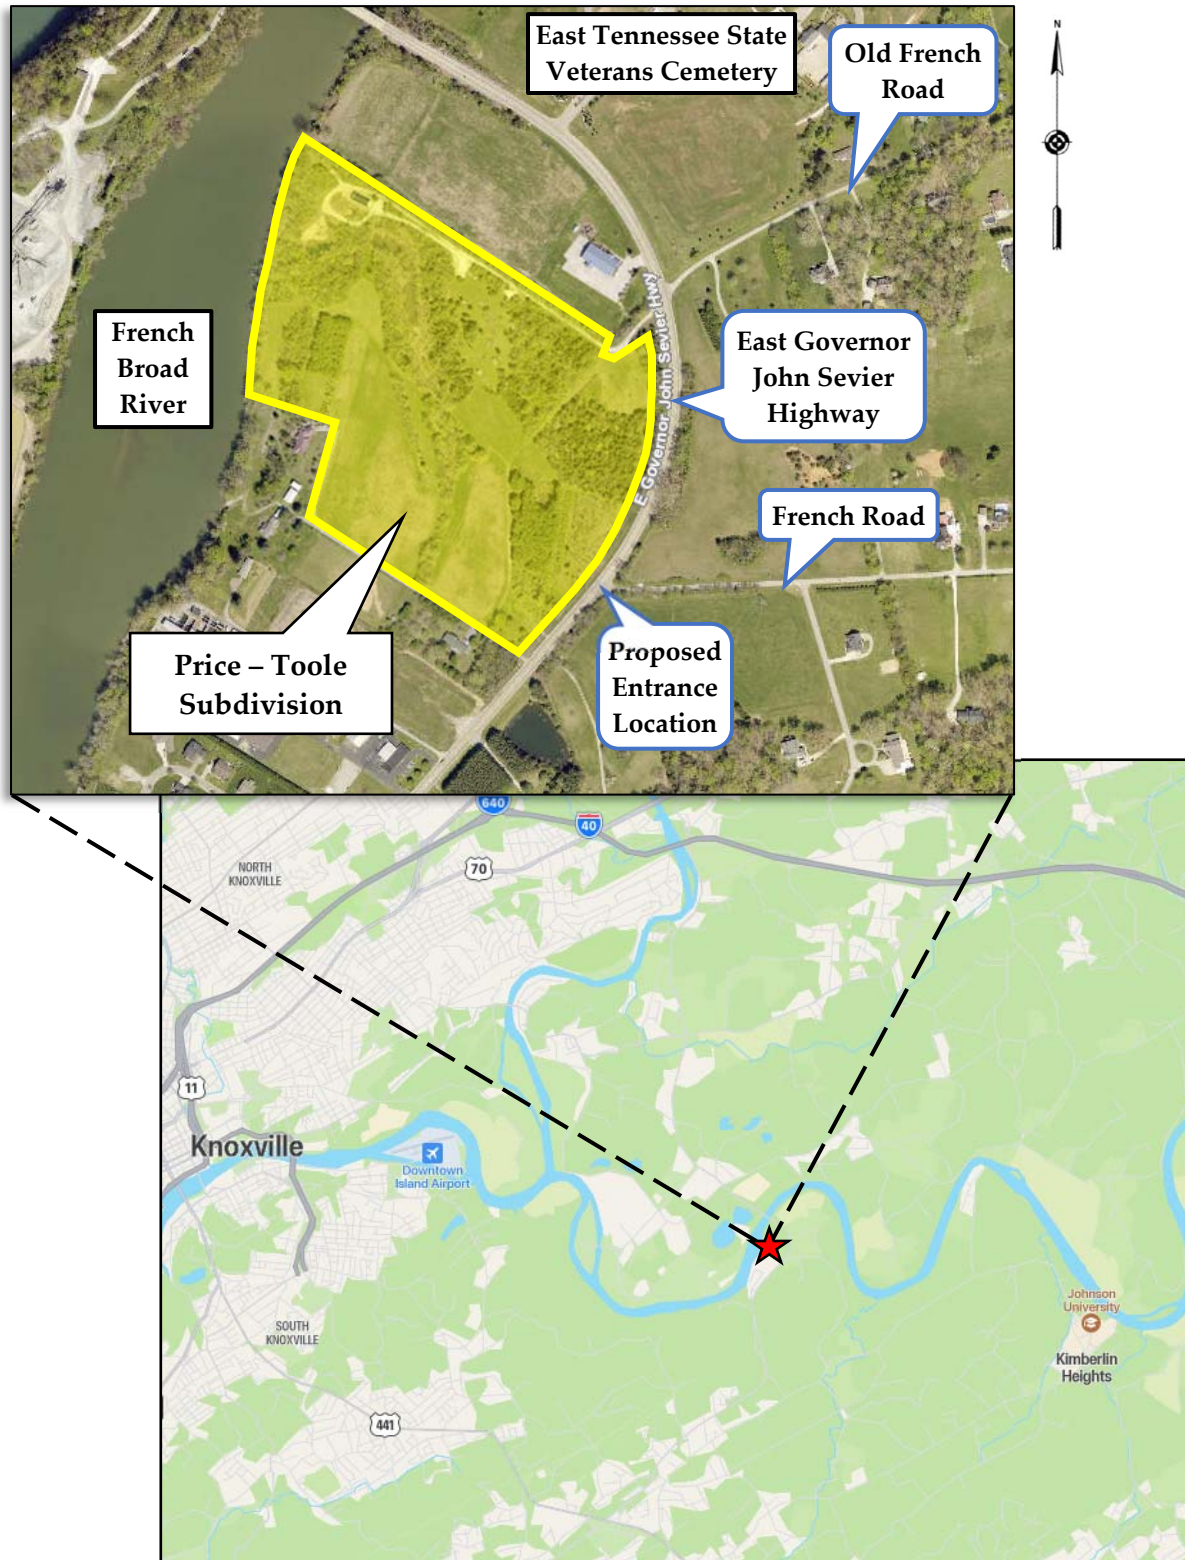 N
East Tennessee State
Veterans Cemetery
Old French
Road
French
Broad
River
E Governor John Sevier Hwy
East Governor
John Sevier
Highway
French Road
Proposed
Entrance
Location
Price – Toole
Subdivision
640
40
70
NORTH
KNOXVILLE
11
Knoxville
Downtown
Island Airport
Johnson
University
Kimberlin
Heights
SOUTH
KNOXVILLE
441